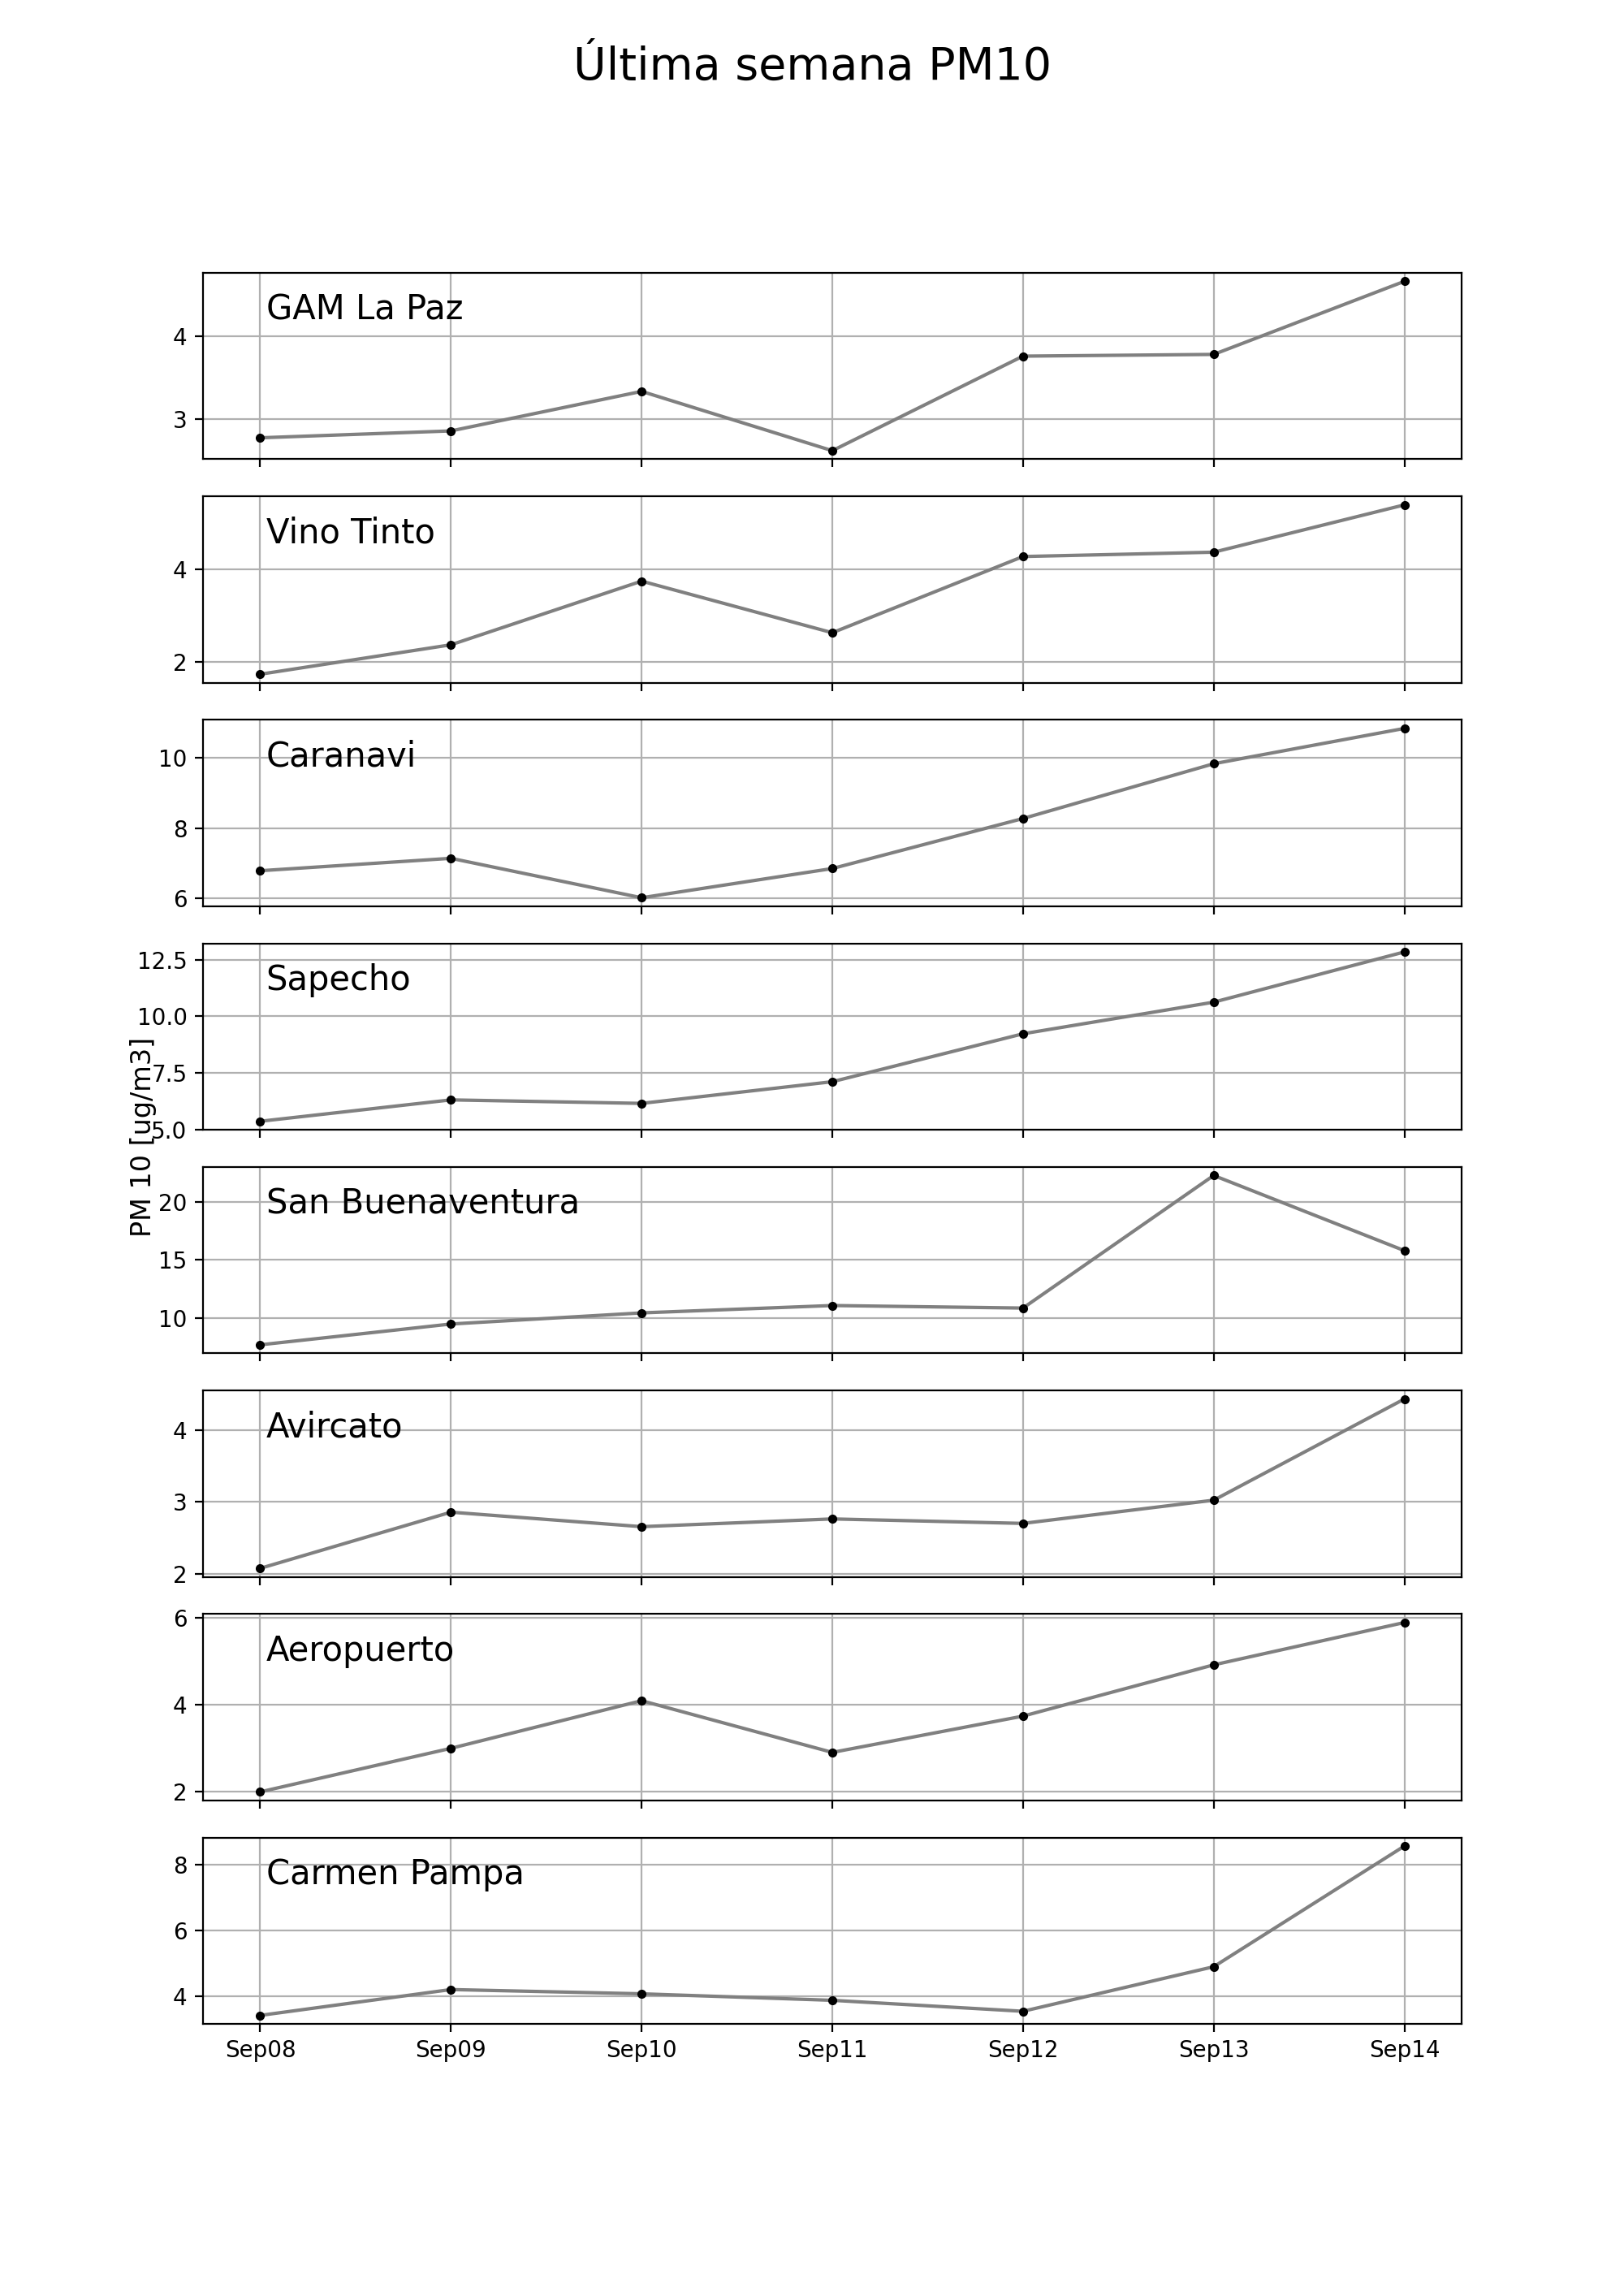 Última semana PM10
GAM La Paz
4
3
Vino Tinto
4
2
Caranavi
10
8
6
Sapecho
12.5
10.0
7.5
5.0
PM 10 [ug/m3]
San Buenaventura
20
15
10
Avircato
4
3
2
Aeropuerto
6
4
2
Carmen Pampa
8
6
4
Sep08 Sep09 Sep10 Sep11 Sep12 Sep13 Sep14